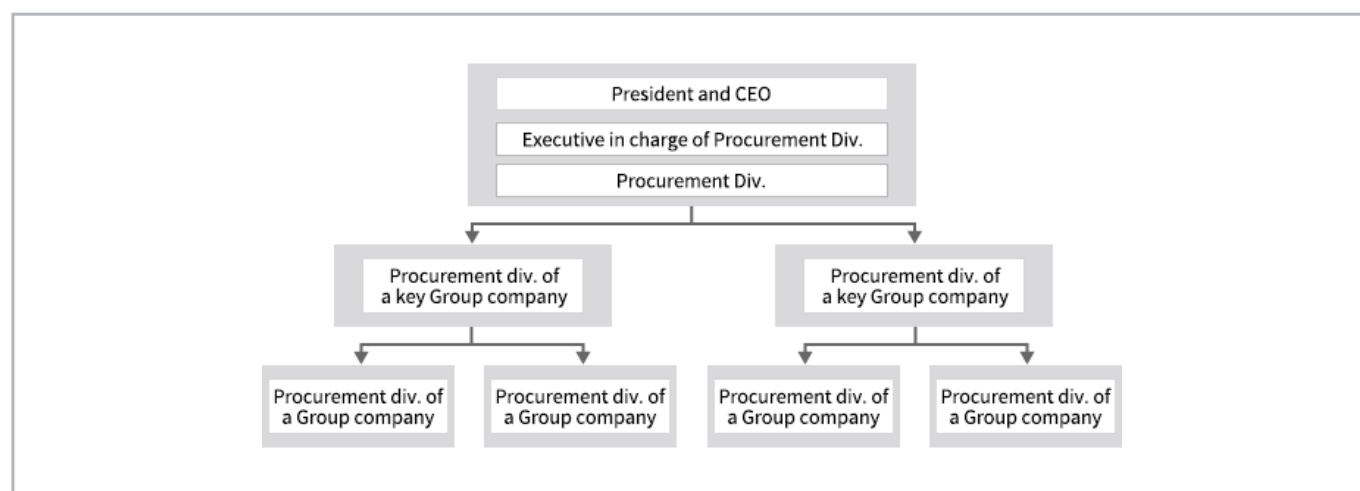 President and CEO
Executive in charge of Procurement Div.
Procurement Div.
Procurement div. of
a key Group company
Procurement div. of
a key Group company
Procurement div. of
a Group company
Procurement div. of
a Group company
Procurement div. of
a Group company
Procurement div. of
a Group company